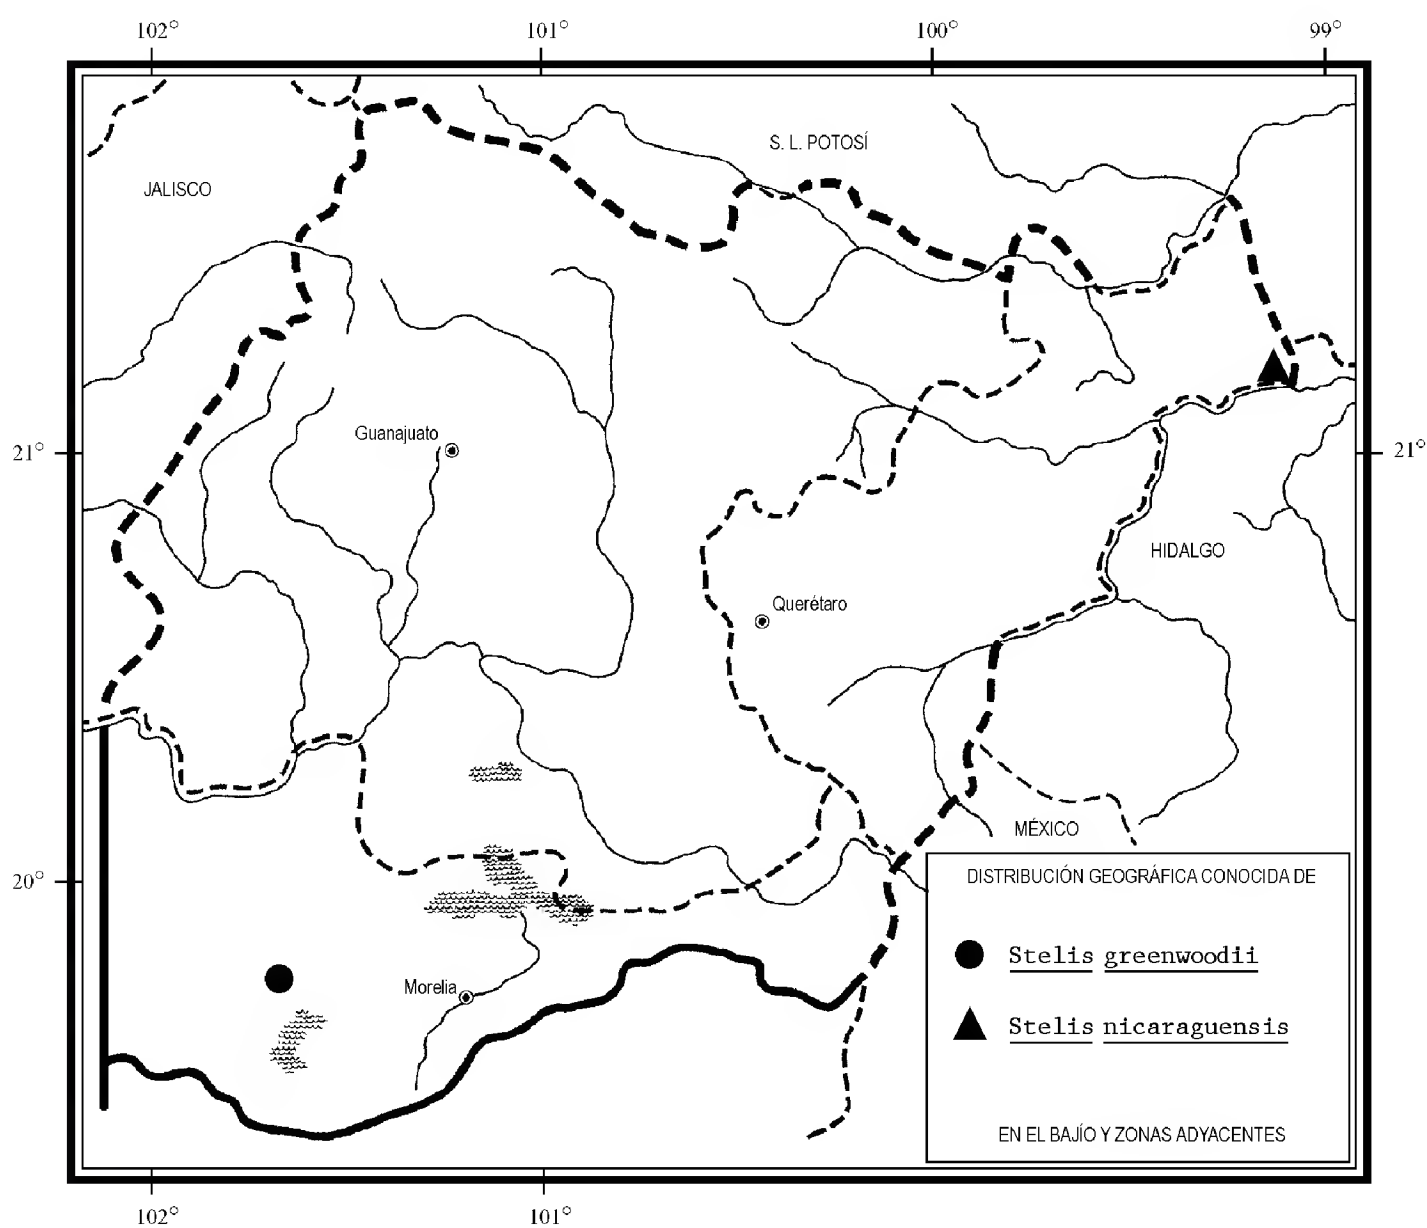 102° 101° 100° 99°
S. L. POTOSÍ
JALISCO
Guanajuato
21° 21°
HIDALGO
Querétaro
MÉXICO
20°
DISTRIBUCIÓN GEOGRÁFICA CONOCIDA DE
Stelis greenwoodii
Morelia
Stelis nicaraguensis
EN EL BAJÍO Y ZONAS ADYACENTES
102° 101°